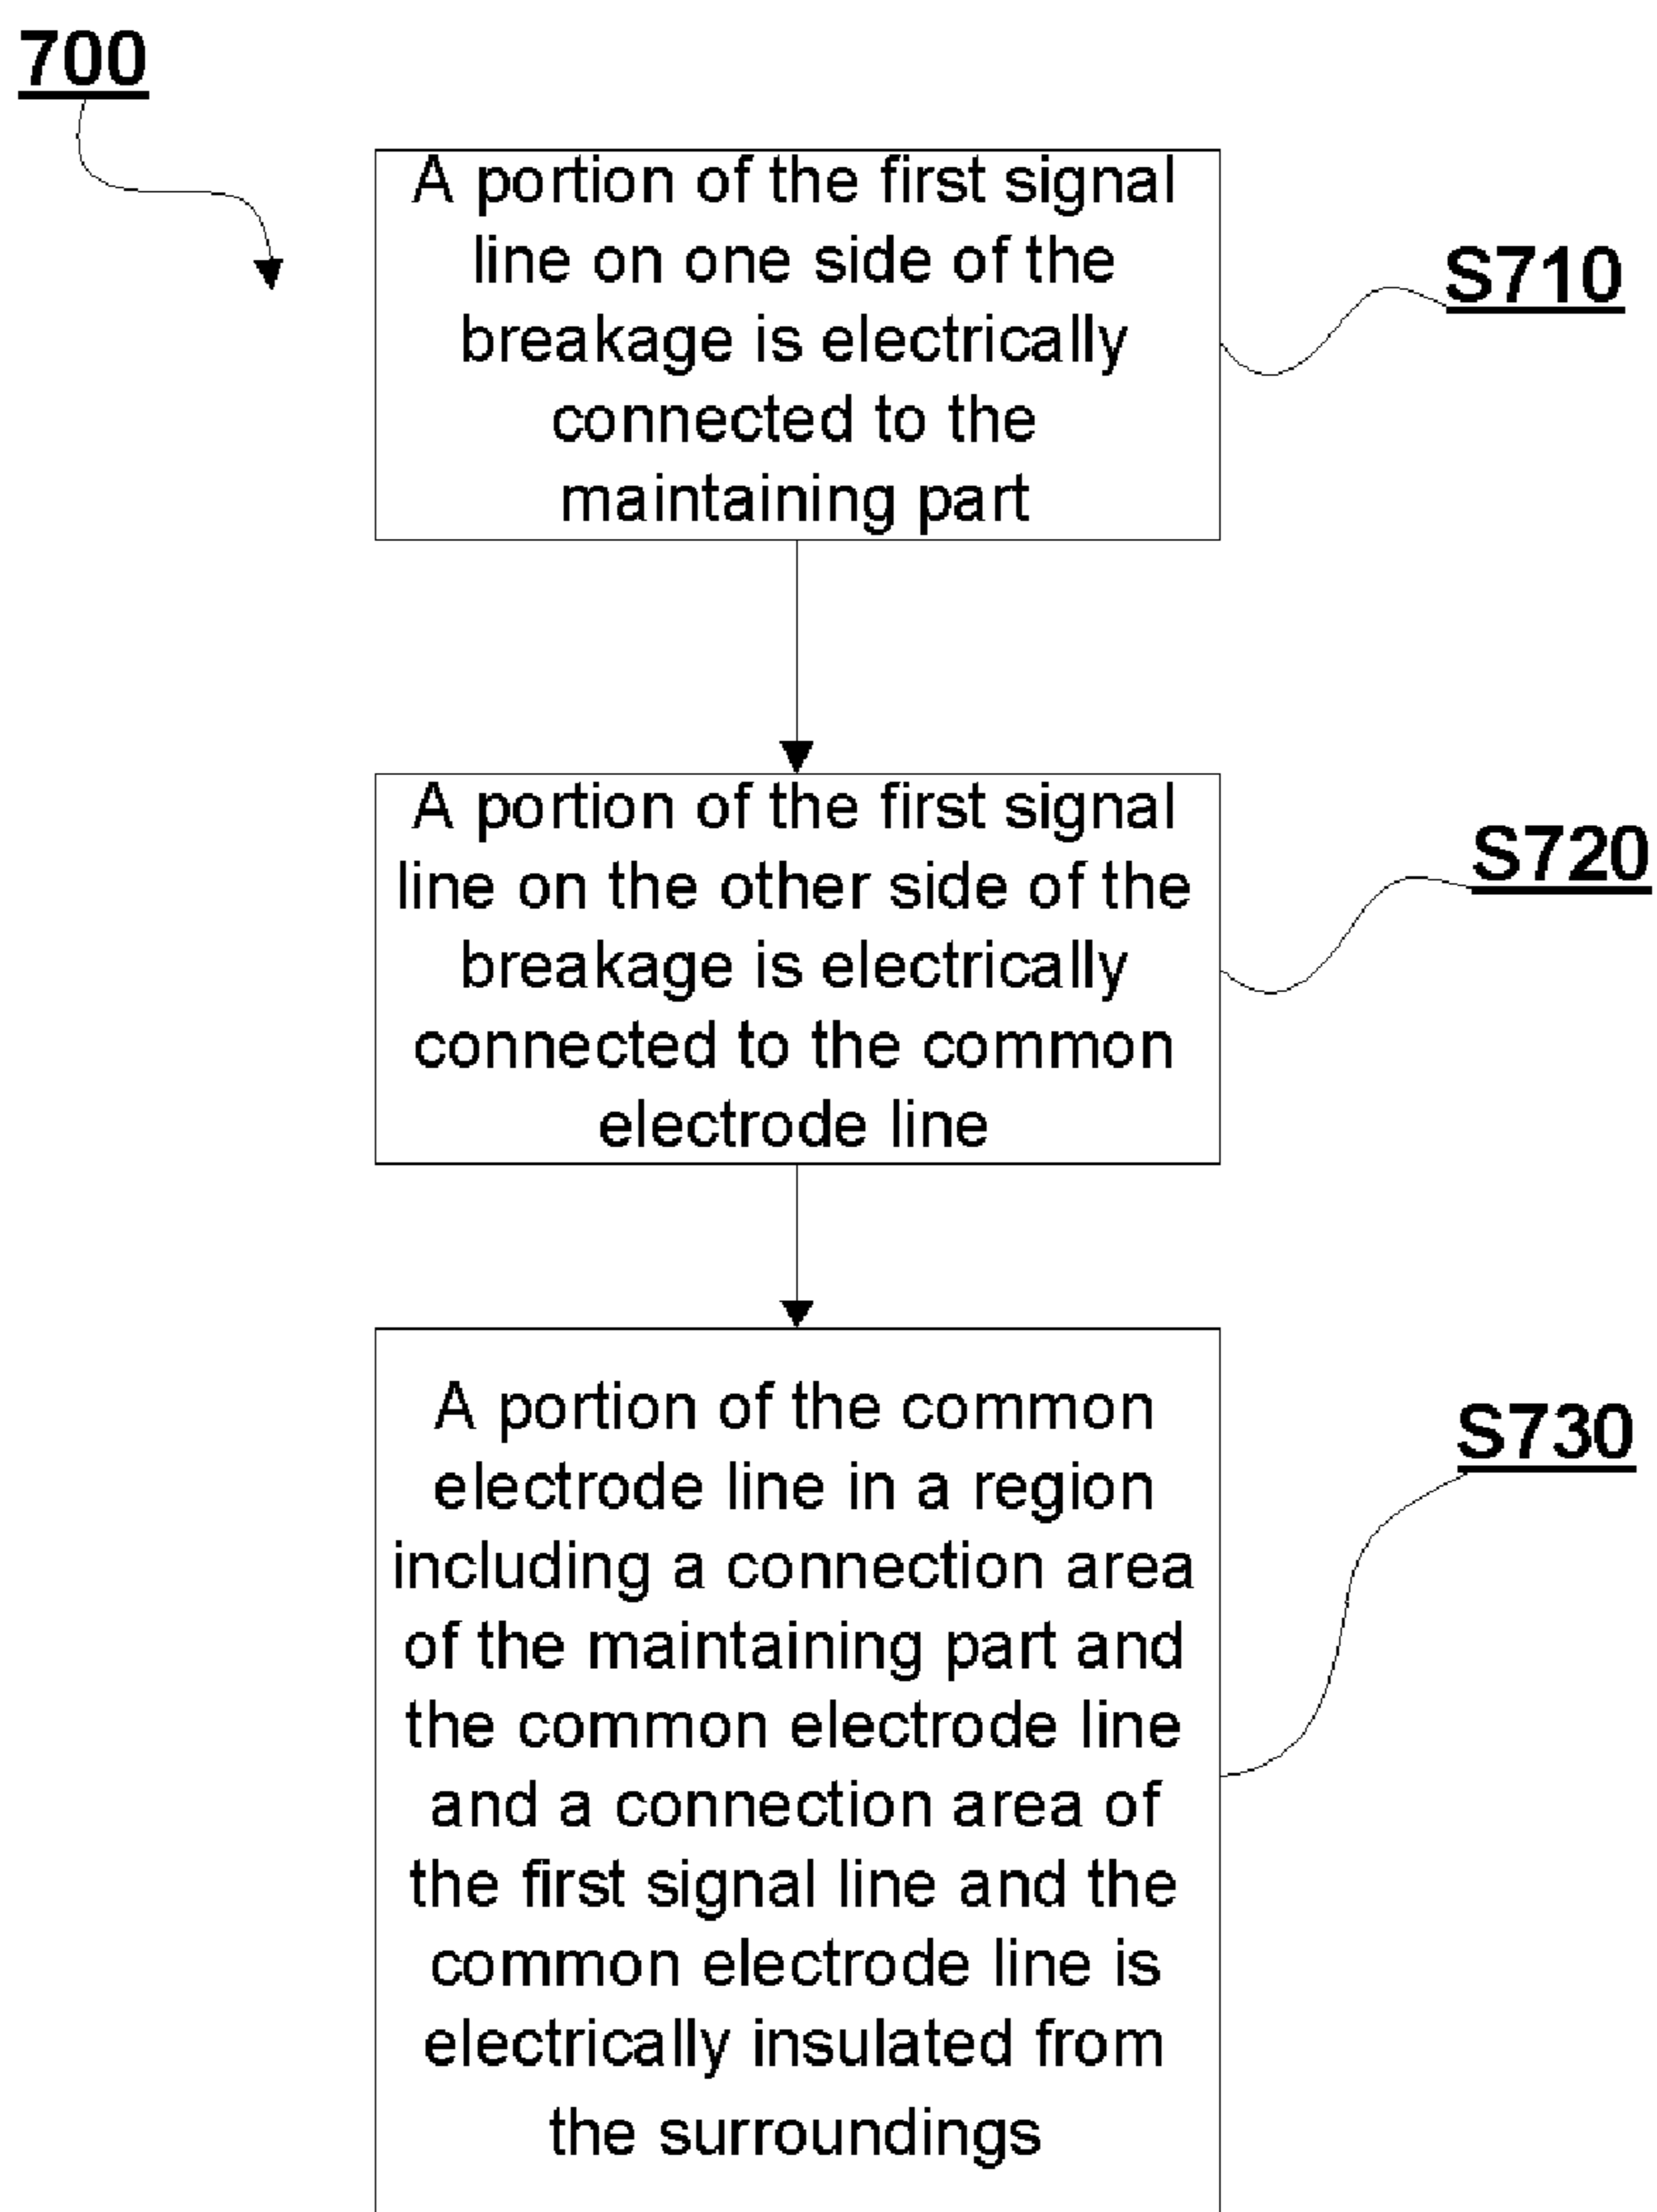 700
A portion of the first signal
line on one side of the
breakage is electrically
connected to the
maintaining part
S710
A portion of the first signal
line on the other side of the
breakage is electrically
connected to the common
electrode line
S720
A portion of the common
electrode line in a region
including a connection area
of the maintaining part and
the common electrode line
and a connection area of
the first signal line and the
common electrode line is
electrically insulated from
the surroundings
S730